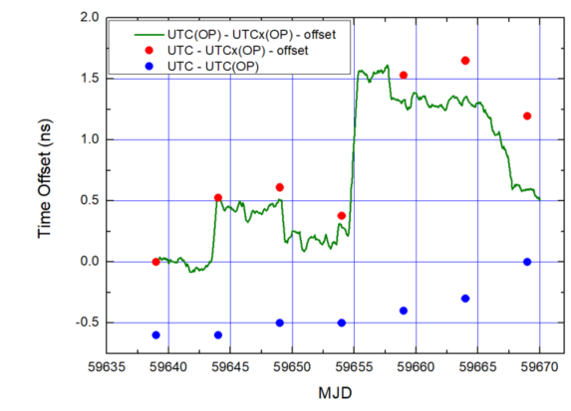 2.0
UTC(OP) - UTCx(OP) - offset
UTC - UTCx(OP) - offset
UTC - UTC(OP)
1.5
1.0
0.5
0.0
-0.5
Time Offset (ns)
59635 59640 59645 59650 59655 59660 59665 59670
MJD